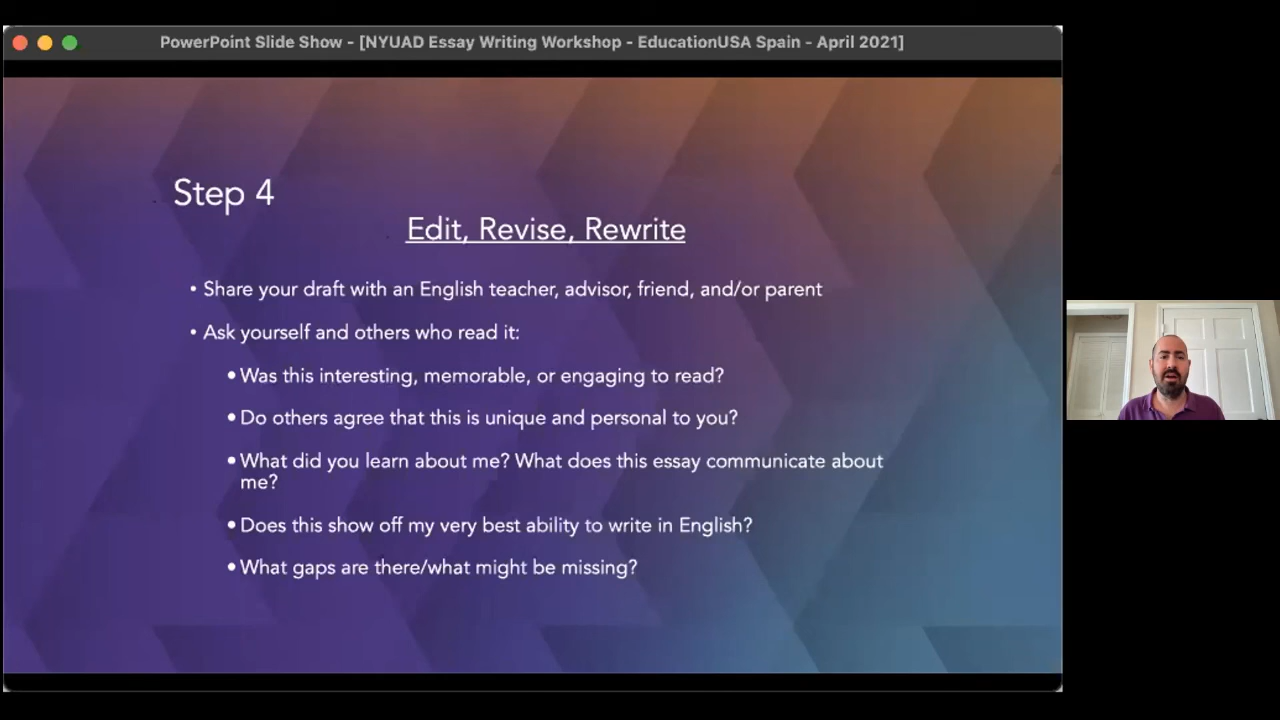 PowerPoint Slide Show - [NYUAD Essay Writing Workshop - EducationUSA Spain - April 2021]
Step 4
Edit, Revise, Rewrite
• Share your draft with an English teacher, advisor, friend, and/or parent
• Ask yourself and others who read it:
• Was this interesting, memorable, or engaging to read?
• Do others agree that this is unique and personal to you?
• What did you learn about me? What does this essay communicate about
me?
• Does this show off my very best ability to write in English?
• What gaps are there/what might be missing?